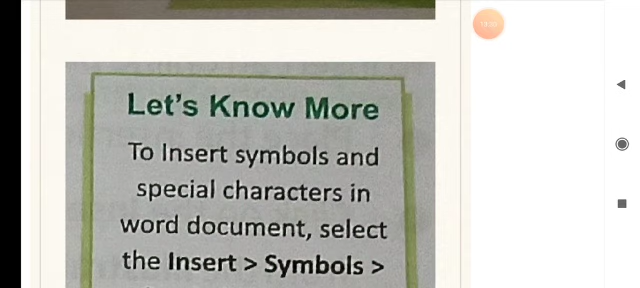 Let's Know More
To Insert symbols and
special characters in
word document, select
the Insert > Symbols >